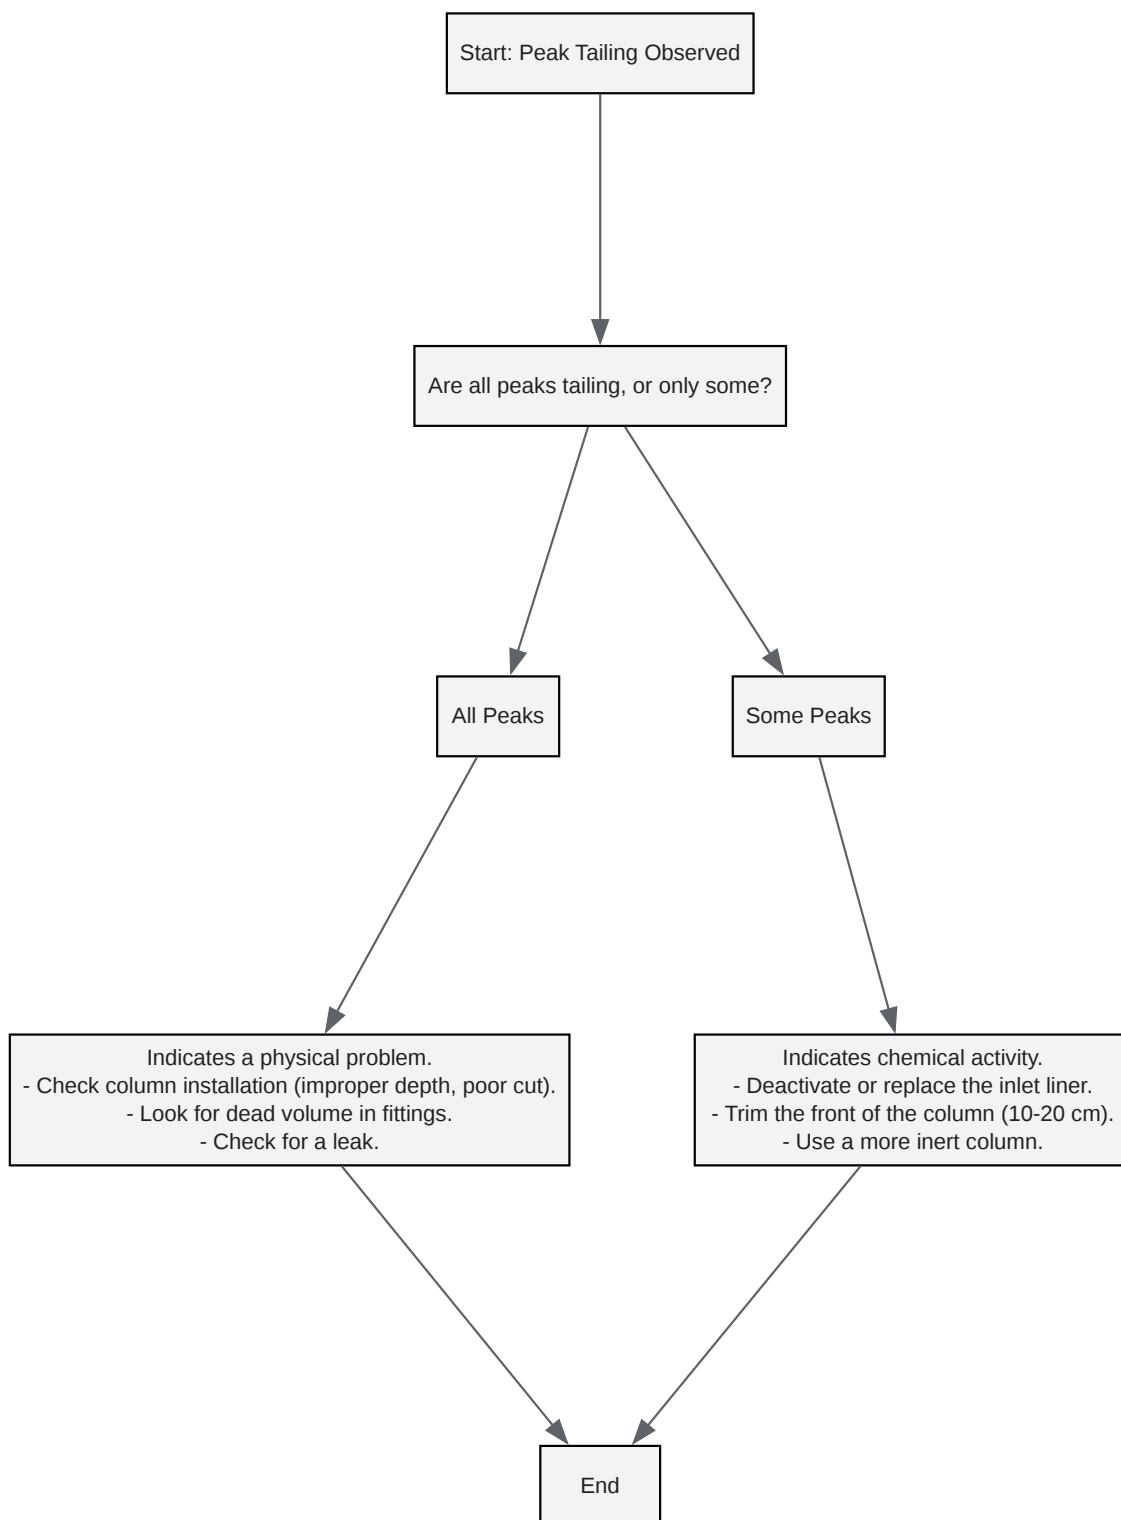 Start: Peak Tailing Observed
Are all peaks tailing, or only some?
All Peaks
Some Peaks
Indicates a physical problem.
- Check column installation (improper depth, poor cut).
- Look for dead volume in fittings.
- Check for a leak.
Indicates chemical activity.
- Deactivate or replace the inlet liner.
- Trim the front of the column (10-20 cm).
- Use a more inert column.
End